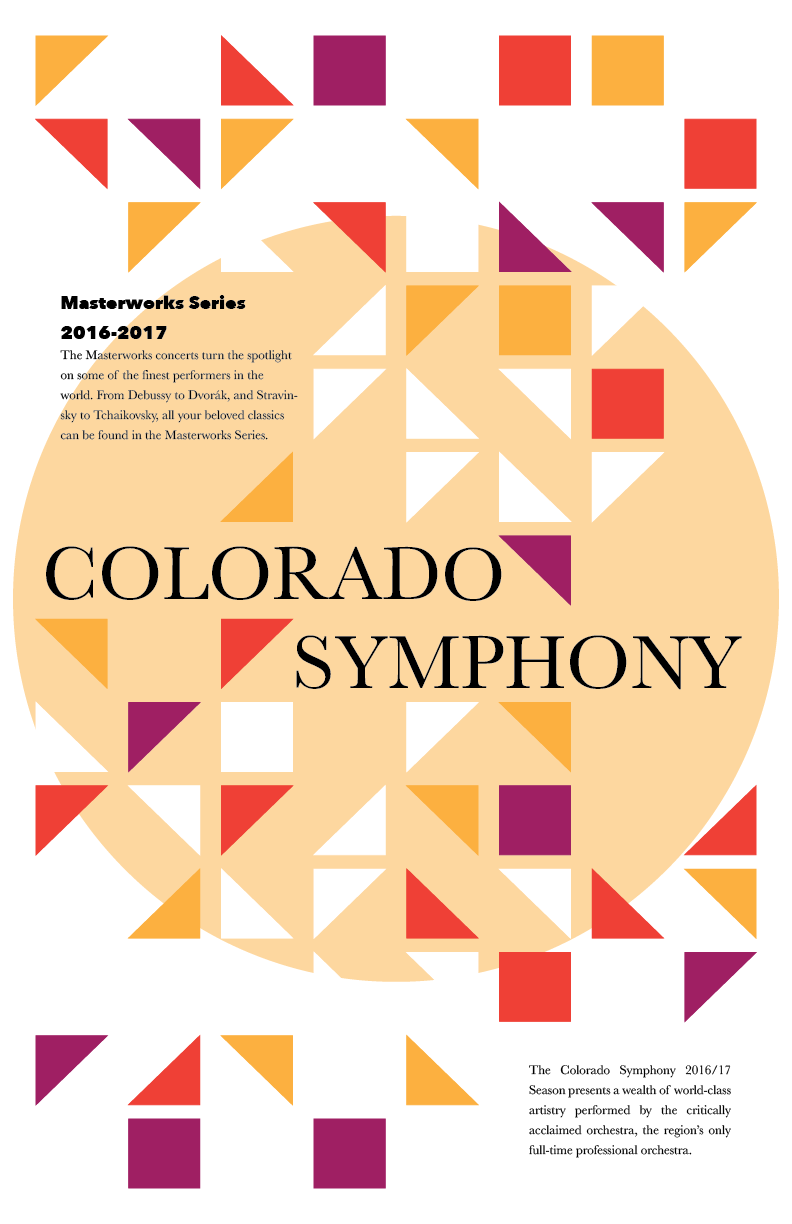 Masterworks Series
2016-2017
The Masterworks concerts turn the spotlight
on some of the finest performers in the
world. From Debussy to Dvorák, and Stravin-
sky to Tchaikovsky, all your beloved classics
can be found in the Masterworks Series.
COLORADO
SYMPHONY
The Colorado Symphony 2016/17
Season presents a wealth of world-class
artistry performed by the critically
acclaimed orchestra, the region's only
full-time professional orchestra.